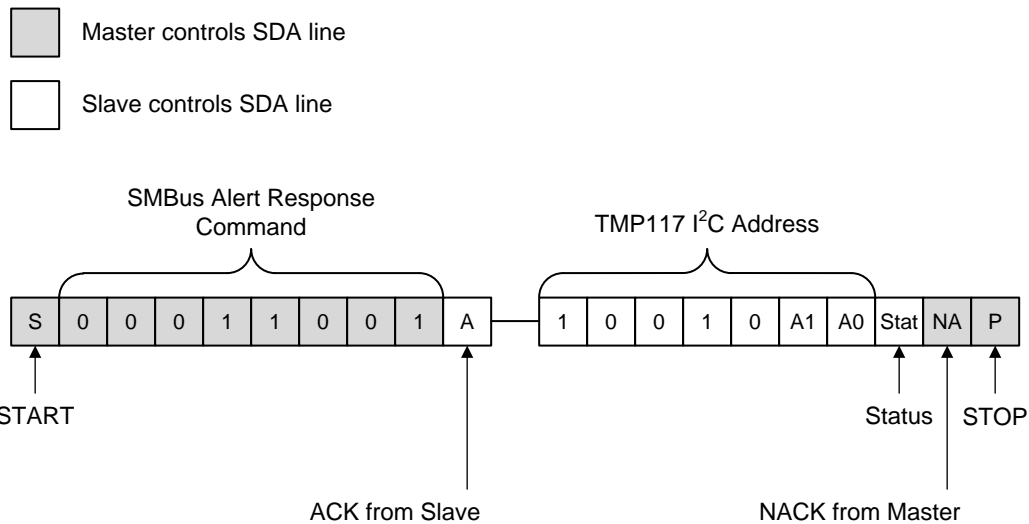 Master controls SDA line
Slave controls SDA line
SMBus Alert Response
Command
TMP117 I²C Address
S 0 0 0 1 1 0 0 1 A 1 0 0 1 0 A1 A0 Stat NA P
START
Status
STOP
ACK from Slave
NACK from Master